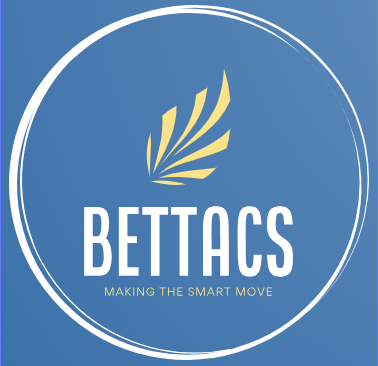 BETTACS
MAKING THE SMART MOVE